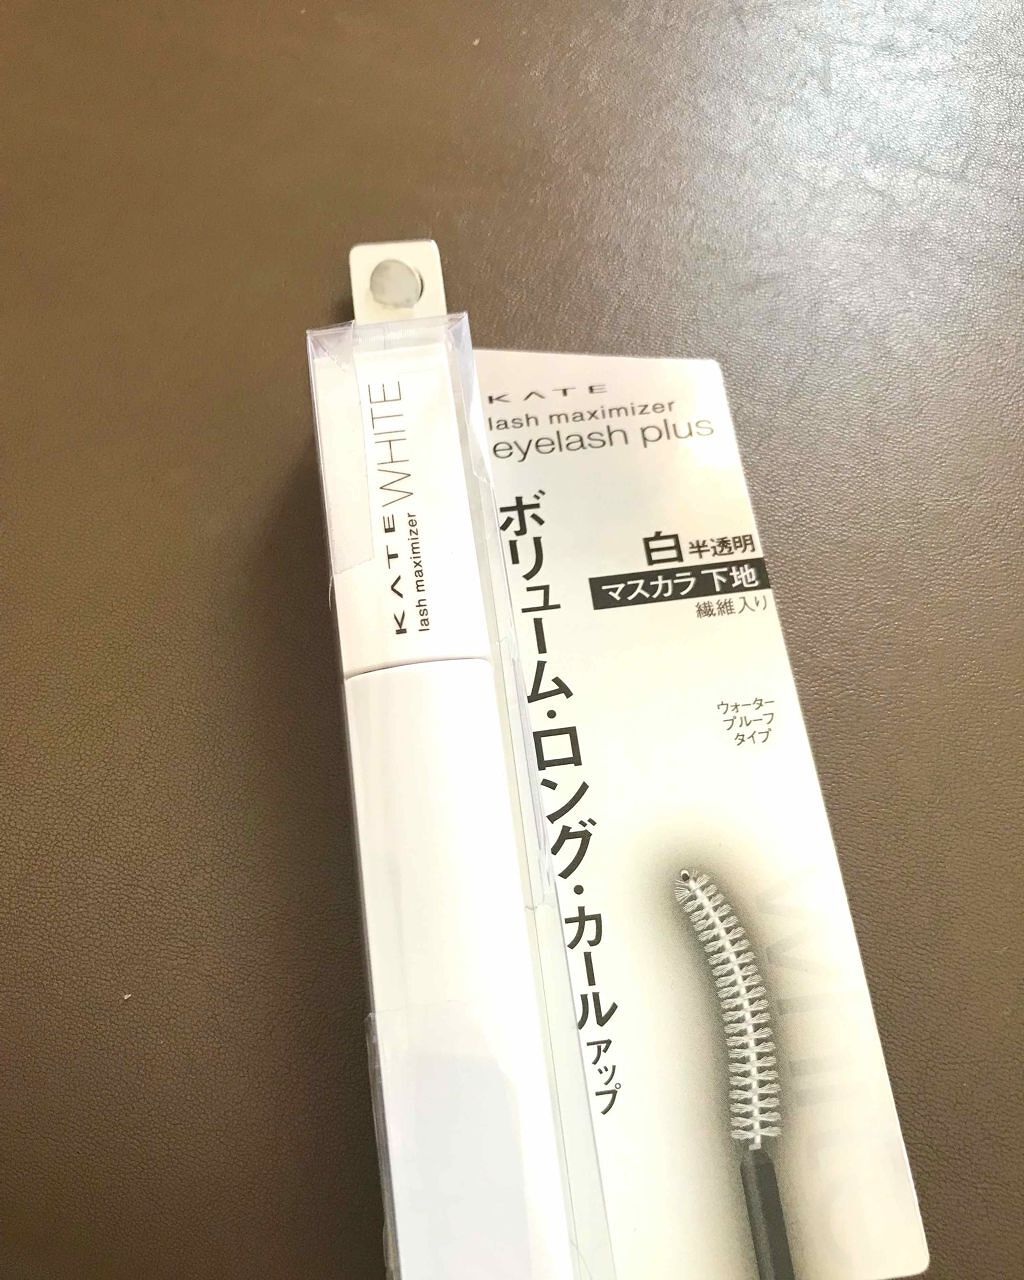 KATE WHITE
lash maximizer
KATE
lash maximizer
eyelash plus
ボリューム・ロング・カールアップ
白半透明
マスカラ下地
繊維入り
ウォーター
プルーフ
タイプ